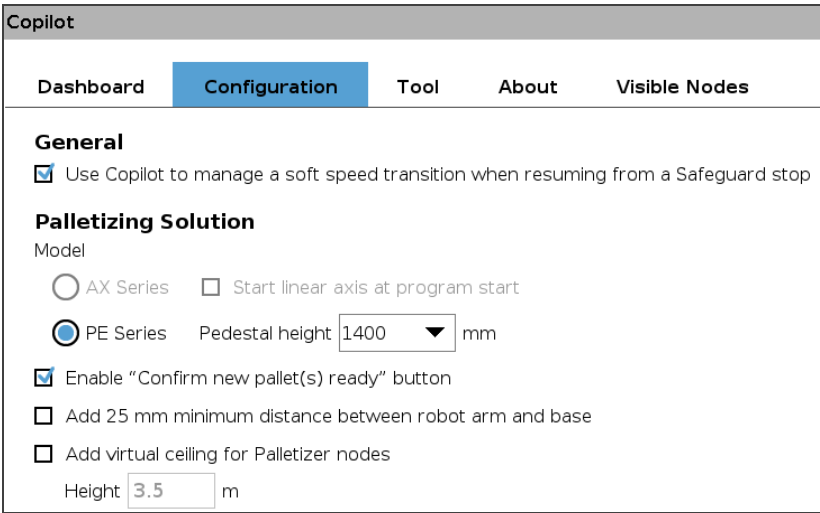 Copilot
Dashboard Configuration Tool About Visible Nodes
General
Use Copilot to manage a soft speed transition when resuming from a Safeguard stop
Palletizing Solution
Model
AX Series Start linear axis at program start
PE Series Pedestal height 1400 mm
Enable “Confirm new pallet(s) ready” button
Add 25 mm minimum distance between robot arm and base
Add virtual ceiling for Palletizer nodes
Height 3.5 m